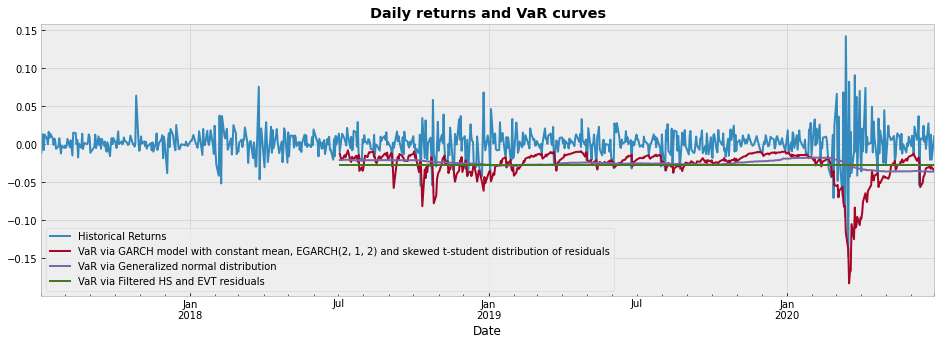 Daily returns and VaR curves
0.15
0.10
0.05
0.00
−0.05
−0.10
−0.15
Historical Returns
VaR via GARCH model with constant mean, EGARCH(2, 1, 2) and skewed t-student distribution of residuals
VaR via Generalized normal distribution
VaR via Filtered HS and EVT residuals
Jan Jul Jan Jul Jan
2018 2019 2020
Date